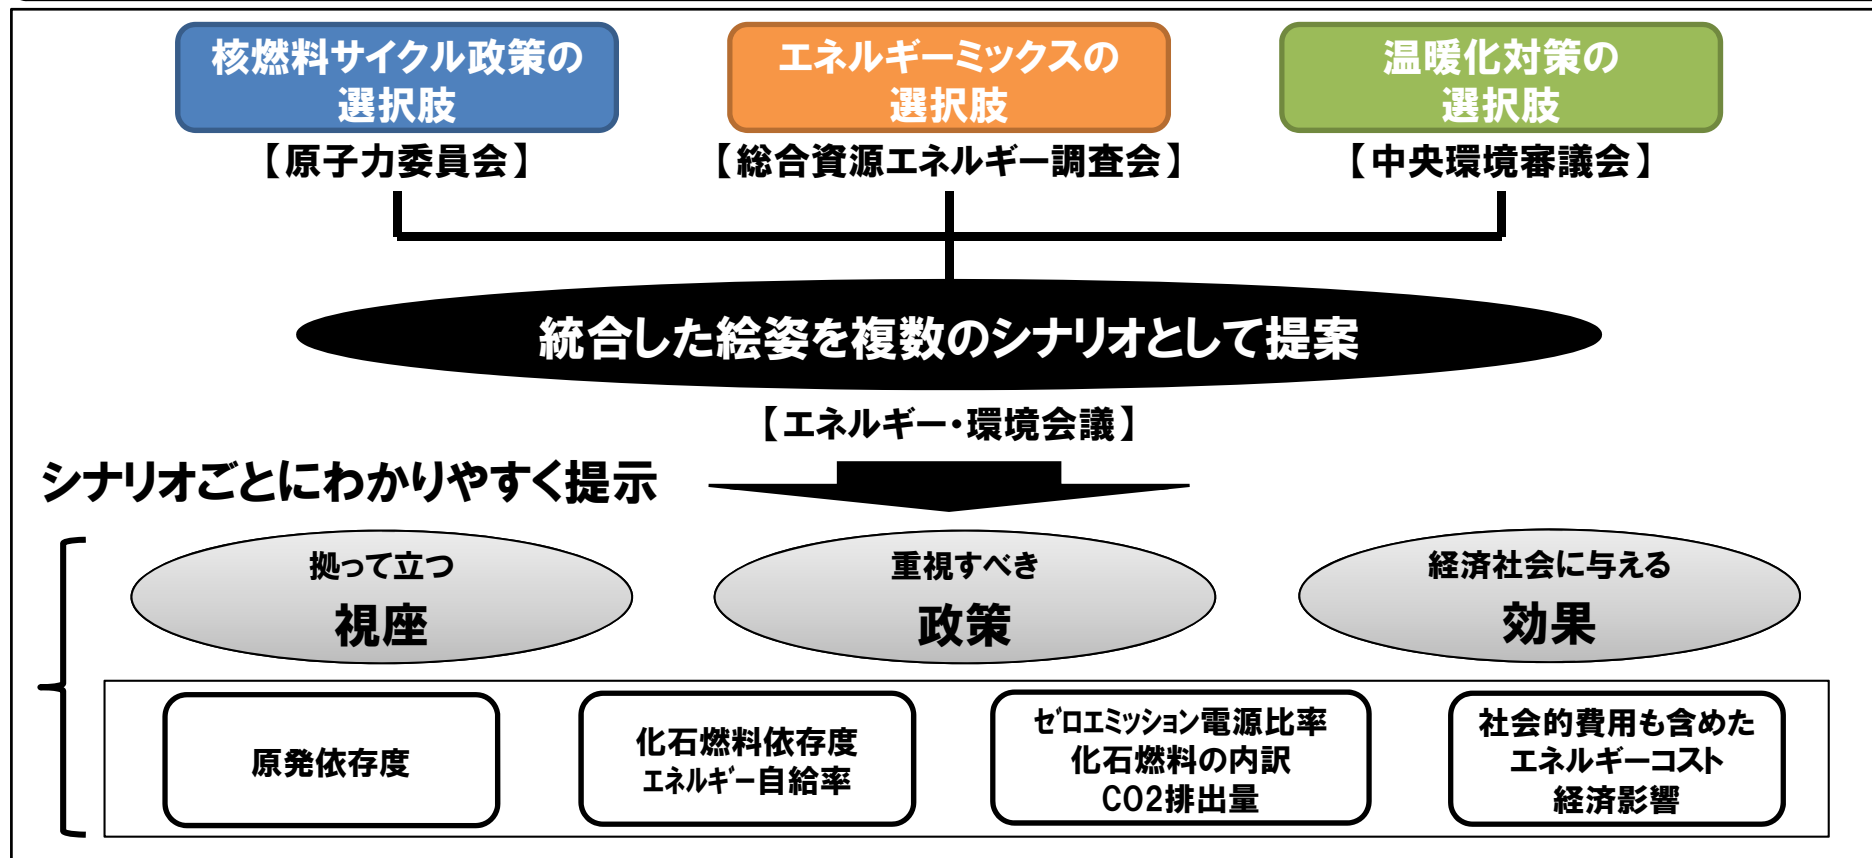 核燃料サイクル政策の
選択肢
エネルギーミックスの
選択肢
温暖化対策の
選択肢
【原子力委員会】
【総合資源エネルギー調査会】
【中央環境審議会】
統合した絵姿を複数のシナリオとして提案
【エネルギー・環境会議】
シナリオごとにわかりやすく提示
拠って立つ
視座
重視すべき
政策
経済社会に与える
効果
原発依存度
化石燃料依存度
エネルギー自給率
ゼロエミッション電源比率
化石燃料の内訳
CO2排出量
社会的費用も含めた
エネルギーコスト
経済影響